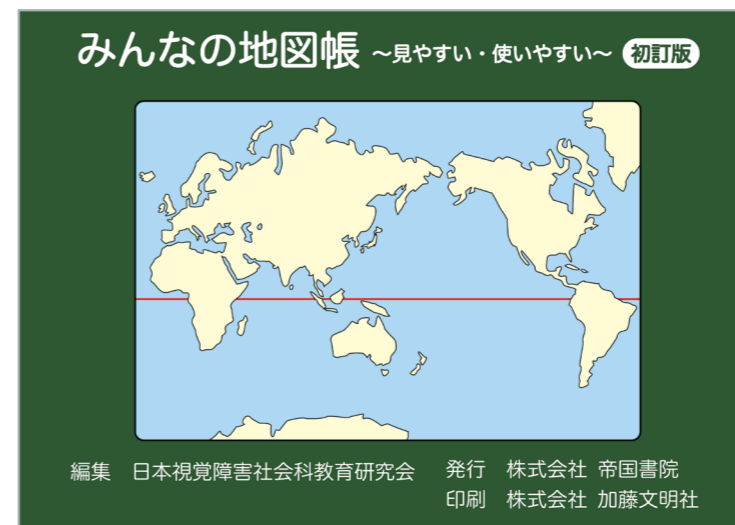 みんなの地図帳 ～見やすい・使いやすい～ 初訂版
編集 日本視覚障害社会科教育研究会 発行 株式会社 帝国書院
印刷 株式会社 加藤文明社